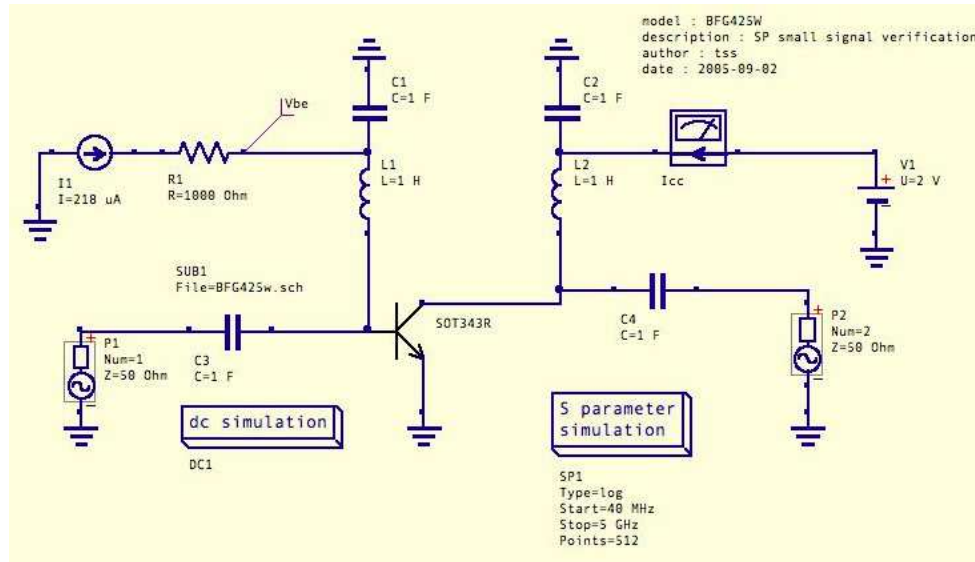 model : BFG425W
description : SP small signal verification
author : tss
date : 2005-09-02
C1
C=1 F
C2
C=1 F
Vbe
I1
I=218 uA
R1
R=1000 Ohm
L1
L=1 H
L2
L=1 H
Icc
V1
U=2 V
SUB1
File=BFG425w.sch
SOT343R
P1
Num=1
Z=50 Ohm
C3
C=1 F
C4
C=1 F
P2
Num=2
Z=50 Ohm
dc simulation
DC1
S parameter
simulation
SP1
Type=log
Start=40 MHz
Stop=5 GHz
Points=512